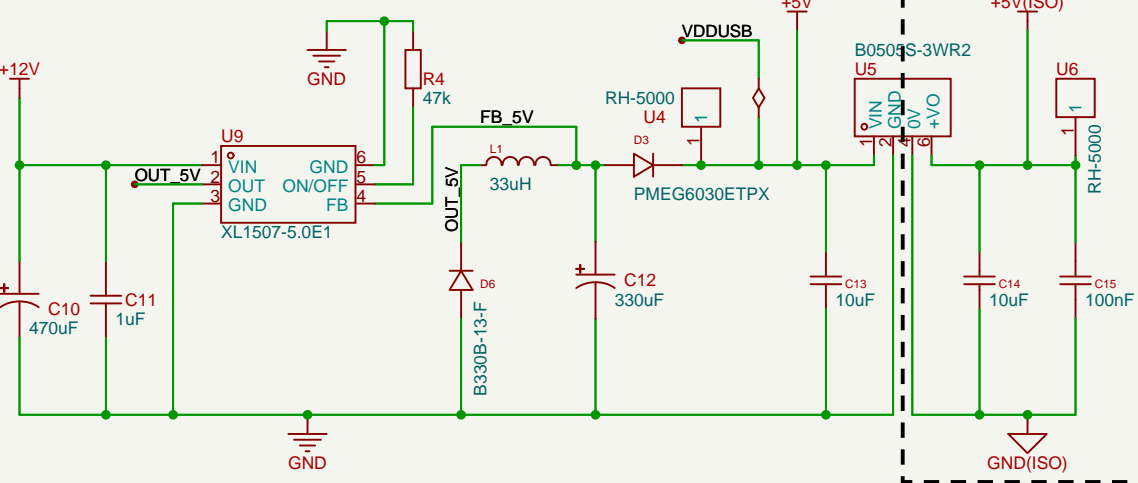 +5V
+5V(ISO)
VDDUSB
B0505S-3WR2
U5
U6
+12V
GND
R4
47k
RH-5000
U4
1
1
VIN
GND
0V
+VO
1
2
4
6
1
1
RH-5000
FB_5V
U9
1
VIN
GND
6
OUT_5V
2
OUT
ON/OFF
5
3
GND
FB
4
XL1507-5.0E1
L1
33uH
D3
PMEG6030ETPX
OUT_5V
C10
470uF
C11
1uF
D6
B330B-13-F
C12
330uF
C13
10uF
C14
10uF
C15
100nF
GND
GND(ISO)